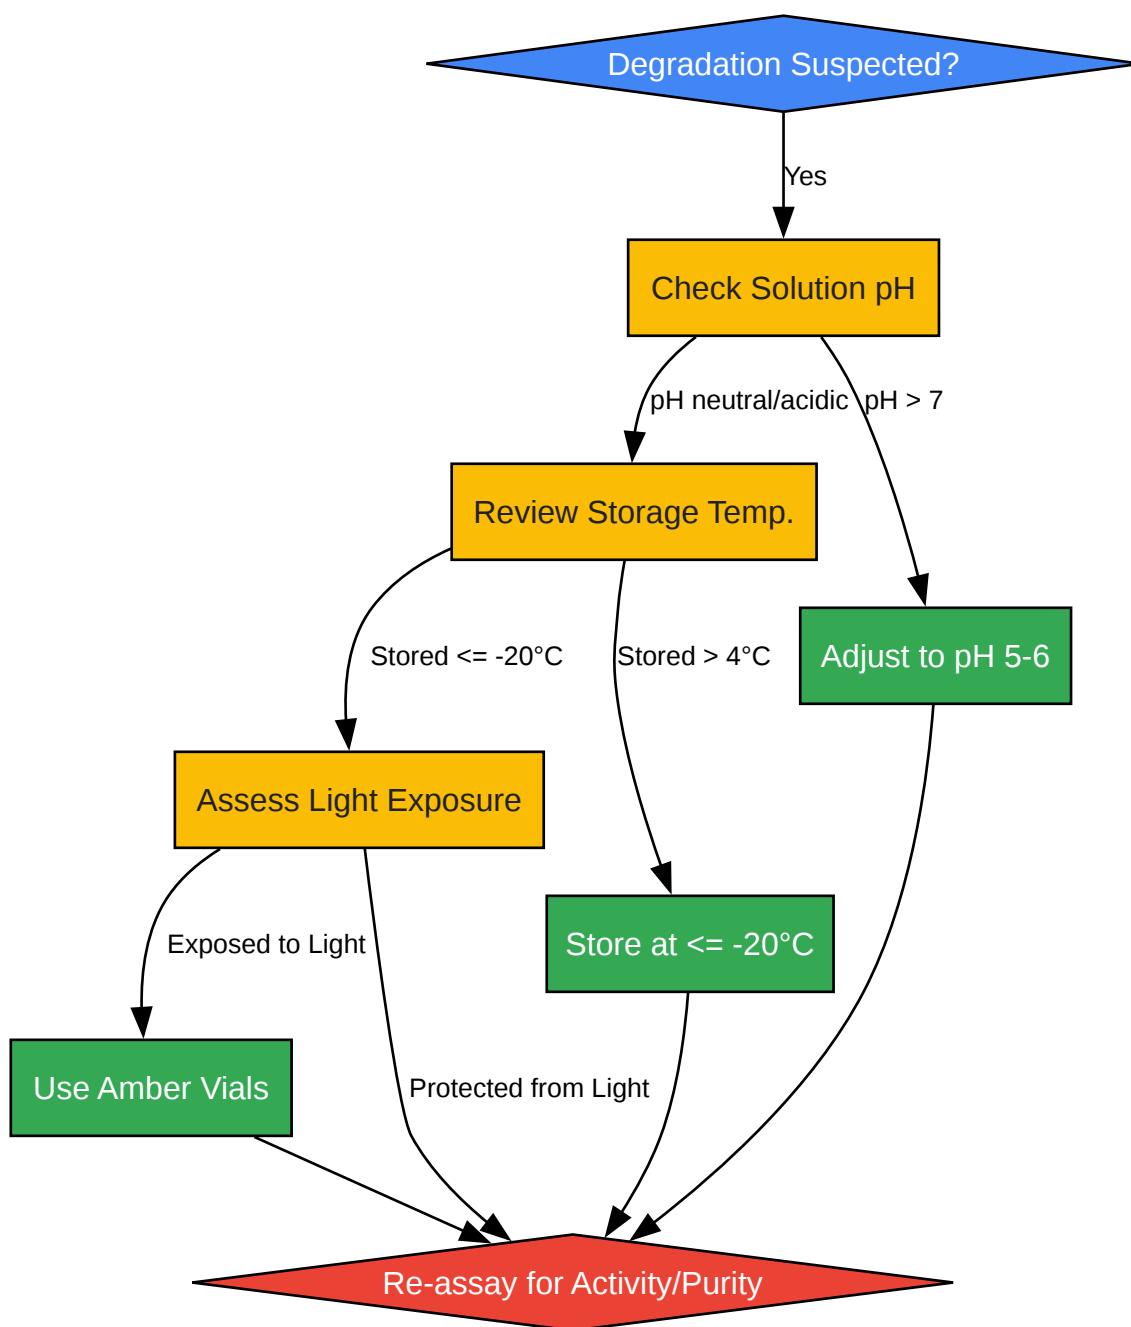 Degradation Suspected?
Yes
Check Solution pH
pH neutral/acidic
pH > 7
Review Storage Temp.
Stored <= -20°C
Stored > 4°C
Adjust to pH 5-6
Assess Light Exposure
Exposed to Light
Store at <= -20°C
Use Amber Vials
Protected from Light
Re-assay for Activity/Purity